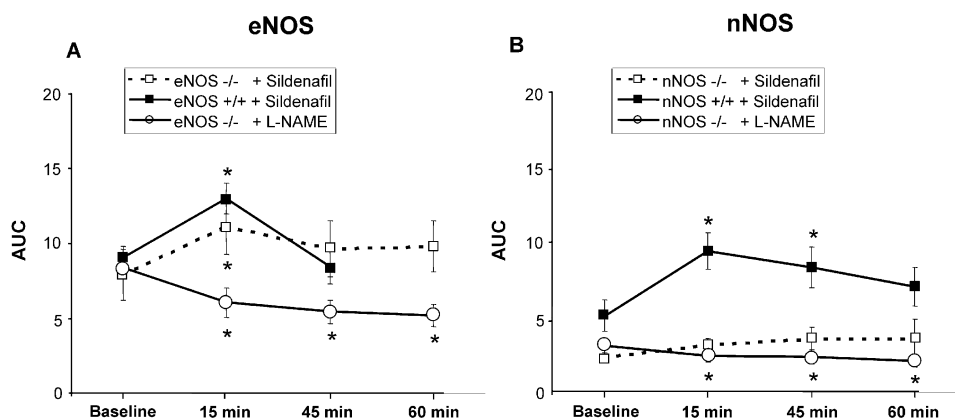 eNOS
A
eNOS -/- + Sildenafil
eNOS +/+ + Sildenafil
eNOS -/- + L-NAME
20
15
10
5
0
AUC
*
*
*
*
*
Baseline 15 min 45 min 60 min
nNOS
B
nNOS -/- + Sildenafil
nNOS +/+ + Sildenafil
nNOS -/- + L-NAME
20
15
10
5
0
AUC
*
*
*
*
*
Baseline 15 min 45 min 60 min